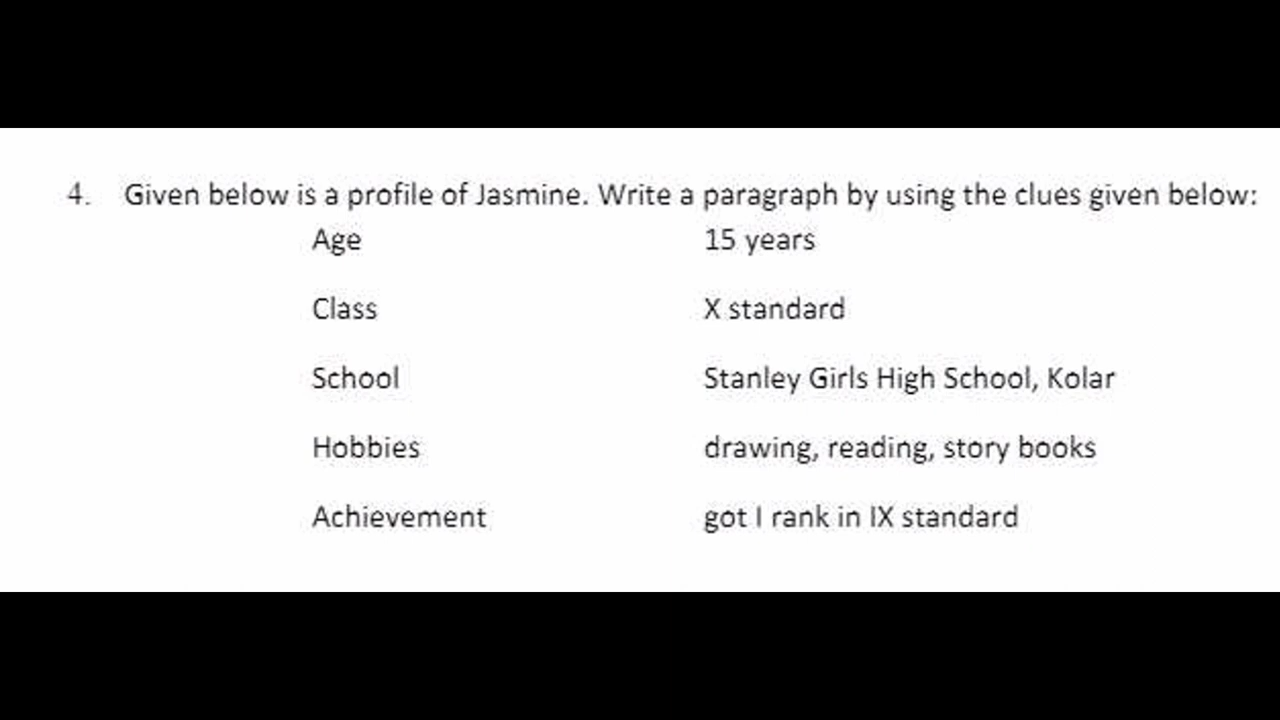 4. Given below is a profile of Jasmine. Write a paragraph by using the clues given below:
Age 15 years
Class X standard
School Stanley Girls High School, Kolar
Hobbies drawing, reading, story books
Achievement got I rank in IX standard